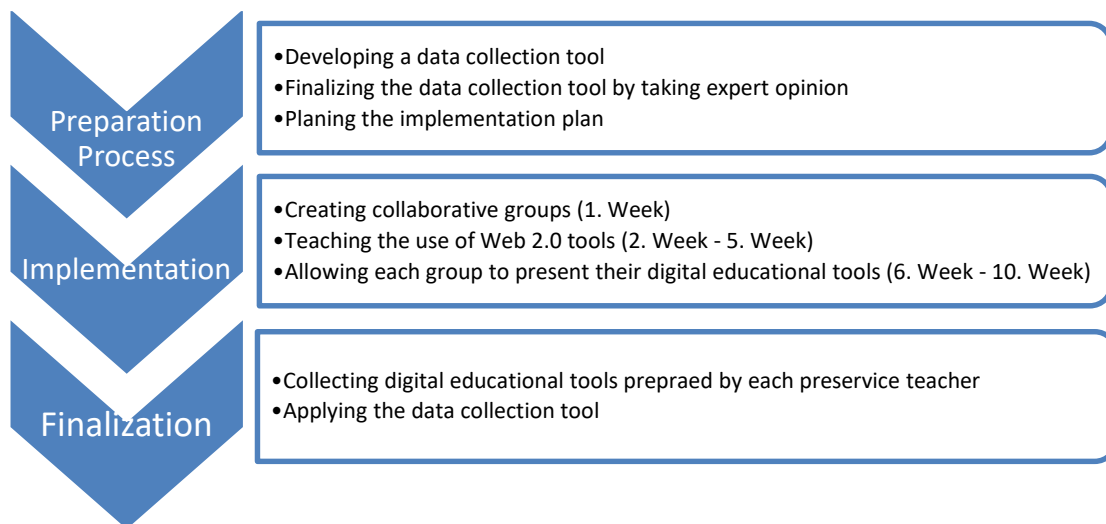 Preparation
Process
•Developing a data collection tool
•Finalizing the data collection tool by taking expert opinion
•Planing the implementation plan
Implementation
•Creating collaborative groups (1. Week)
•Teaching the use of Web 2.0 tools (2. Week - 5. Week)
•Allowing each group to present their digital educational tools (6. Week - 10. Week)
Finalization
•Collecting digital educational tools prepraed by each preservice teacher
•Applying the data collection tool